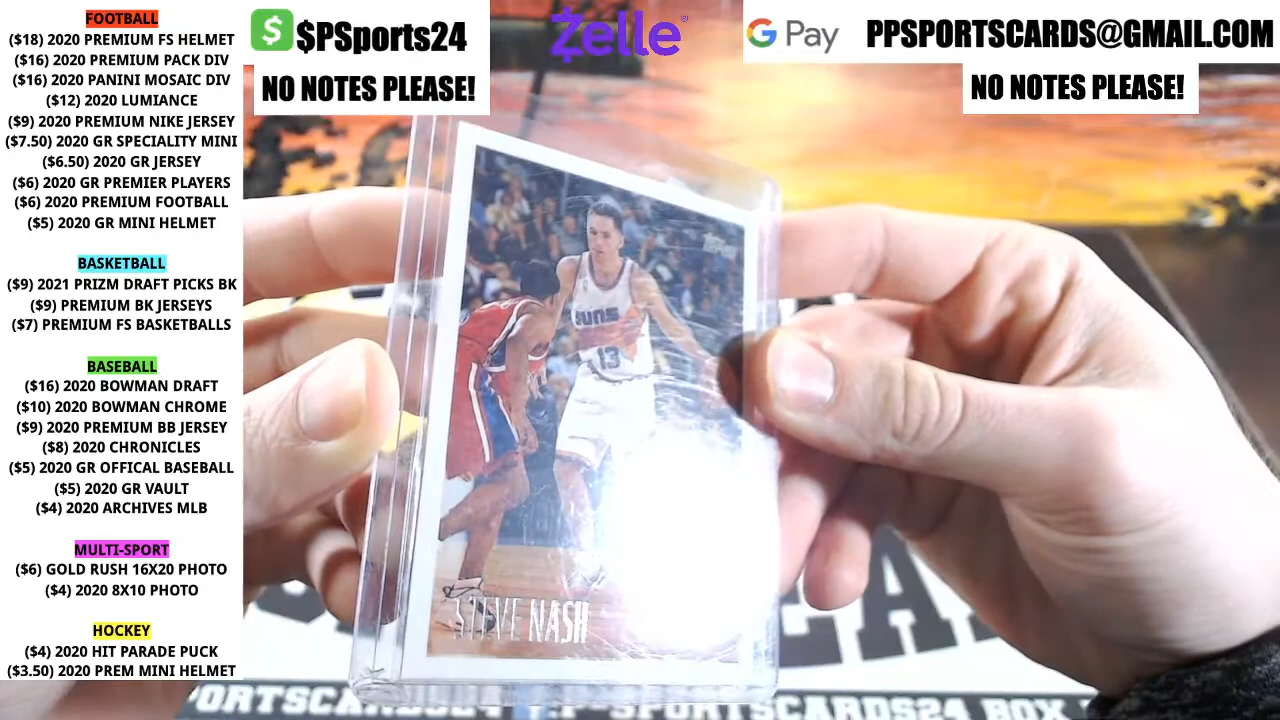 FOOTBALL
($18) 2020 PREMIUM FS HELMET
($16) 2020 PREMIUM PACK DIV
($16) 2020 PANINI MOSAIC DIV
($12) 2020 LUMIANCE
($9) 2020 PREMIUM NIKE JERSEY
($7.50) 2020 GR SPECIALITY MINI
($6.50) 2020 GR JERSEY
($6) 2020 GR PREMIER PLAYERS
($6) 2020 PREMIUM FOOTBALL
($5) 2020 GR MINI HELMET
BASKETBALL
($9) 2021 PRIZM DRAFT PICKS BK
($9) PREMIUM BK JERSEYS
($7) PREMIUM FS BASKETBALLS
BASEBALL
($16) 2020 BOWMAN DRAFT
($10) 2020 BOWMAN CHROME
($9) 2020 PREMIUM BB JERSEY
($8) 2020 CHRONICLES
($5) 2020 GR OFFICAL BASEBALL
($5) 2020 GR VAULT
($4) 2020 ARCHIVES MLB
MULTI-SPORT
($6) GOLD RUSH 16X20 PHOTO
($4) 2020 8X10 PHOTO
HOCKEY
($4) 2020 HIT PARADE PUCK
($3.50) 2020 PREM MINI HELMET
$PSports24
NO NOTES PLEASE!
Zelle
G Pay PPSPORTSCARDS@GMAIL.COM
NO NOTES PLEASE!
Topps
SUNS
13
STEVE NASH
PORTSCARDS24 P.P-SPORTSCARDS24 BOX